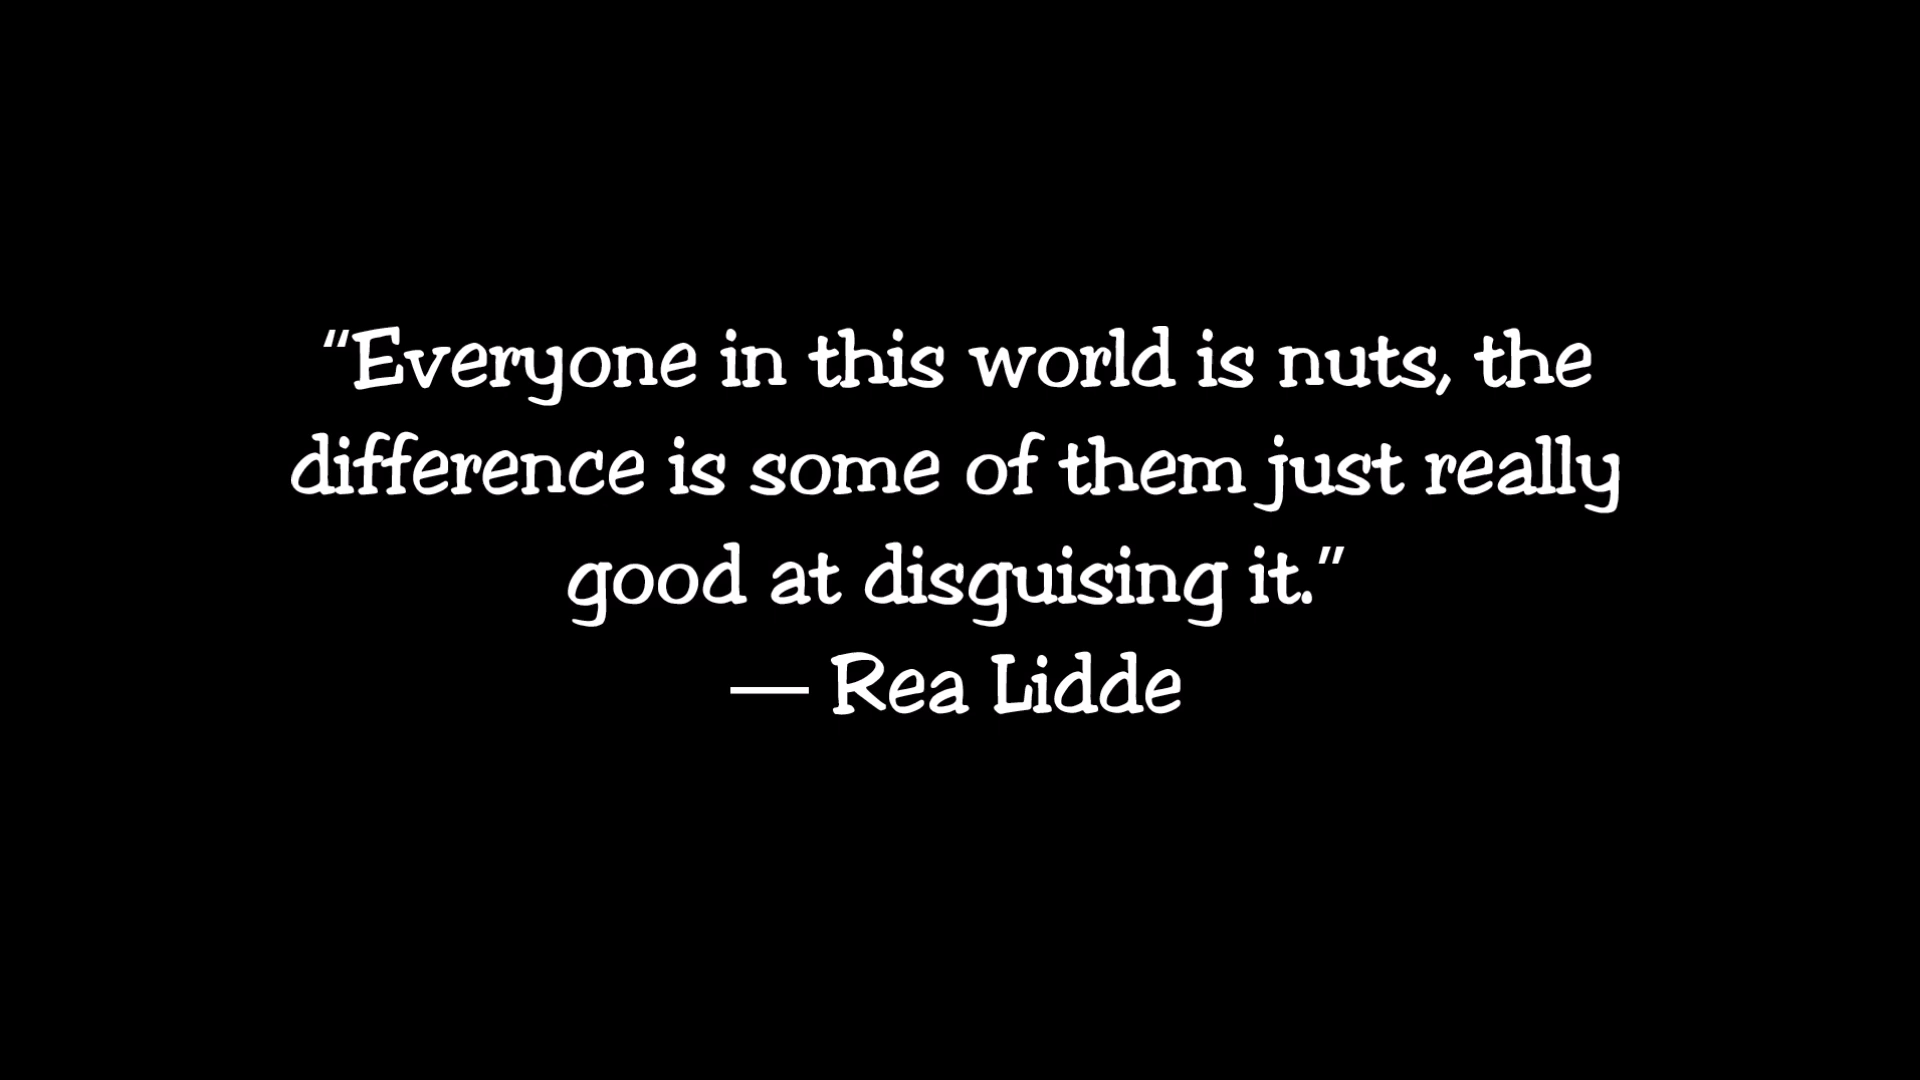 “Everyone in this world is nuts, the
difference is some of them just really
good at disguising it.”
— Rea Lidde